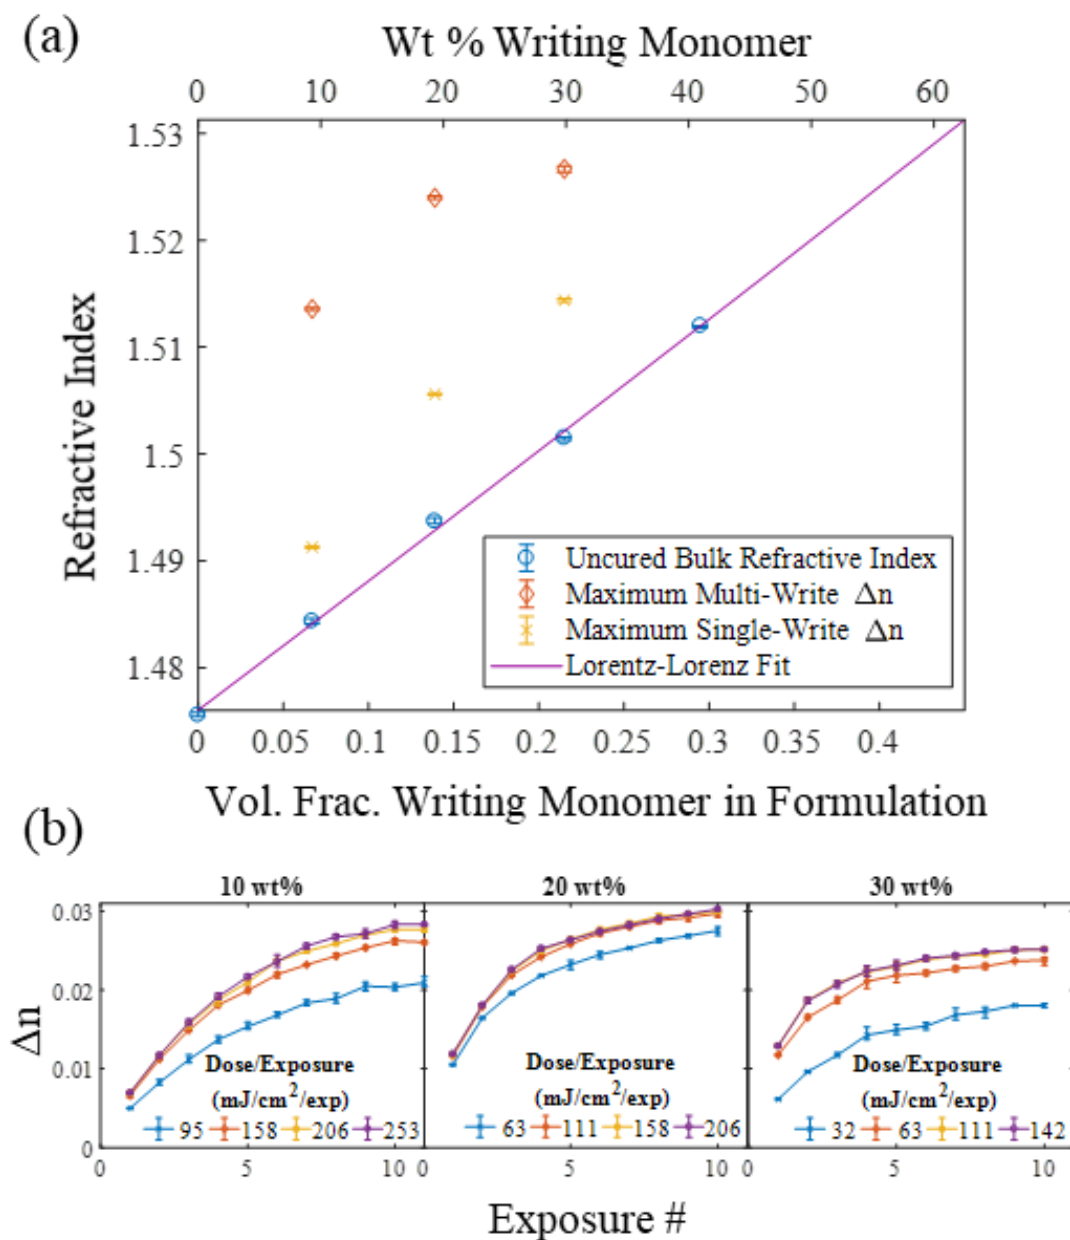 (a)
Wt % Writing Monomer
0 10 20 30 40 50 60
1.53
1.52
1.51
1.5
1.49
1.48
Refractive Index
Uncured Bulk Refractive Index
Maximum Multi-Write Δn
Maximum Single-Write Δn
Lorentz-Lorenz Fit
0 0.05 0.1 0.15 0.2 0.25 0.3 0.35 0.4
Vol. Frac. Writing Monomer in Formulation
(b)
10 wt% 20 wt% 30 wt%
0.03
0.02
0.01
0
Δn
Dose/Exposure
(mJ/cm²/exp)
95 158 206 253
Dose/Exposure
(mJ/cm²/exp)
63 111 158 206
Dose/Exposure
(mJ/cm²/exp)
32 63 111 142
0 5 10 0 5 10 0 5 10
Exposure #